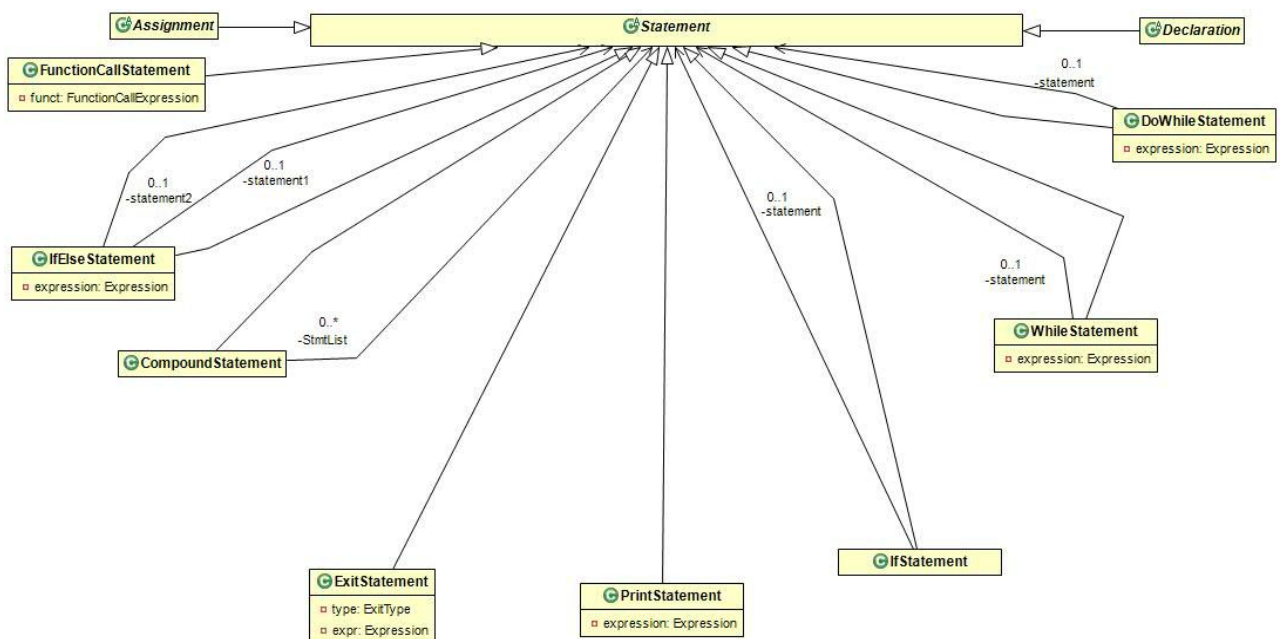 Assignment
Statement
Declaration
FunctionCallStatement
funct: FunctionCallExpression
0..1
-statement
DoWhileStatement
expression: Expression
0..1
-statement2
0..1
-statement1
0..1
-statement
IfElseStatement
expression: Expression
0..1
-statement
0..*
-StmtList
WhileStatement
expression: Expression
CompoundStatement
IfStatement
ExitStatement
type: ExitType
expr: Expression
PrintStatement
expression: Expression